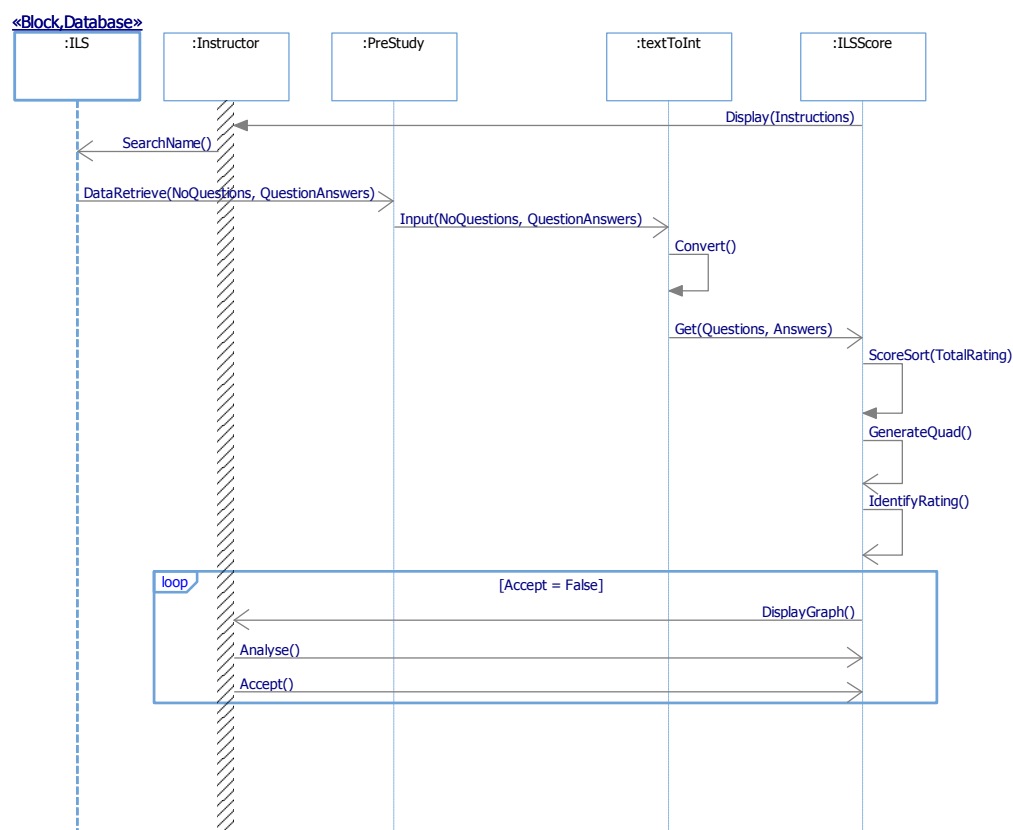 «Block,Database»
:ILS
:Instructor
:PreStudy
:textToInt
:ILSScore
Display(Instructions)
SearchName()
DataRetrieve(NoQuestions, QuestionAnswers)
Input(NoQuestions, QuestionAnswers)
Convert()
Get(Questions, Answers)
ScoreSort(TotalRating)
GenerateQuad()
IdentifyRating()
loop
[Accept = False]
DisplayGraph()
Analyse()
Accept()